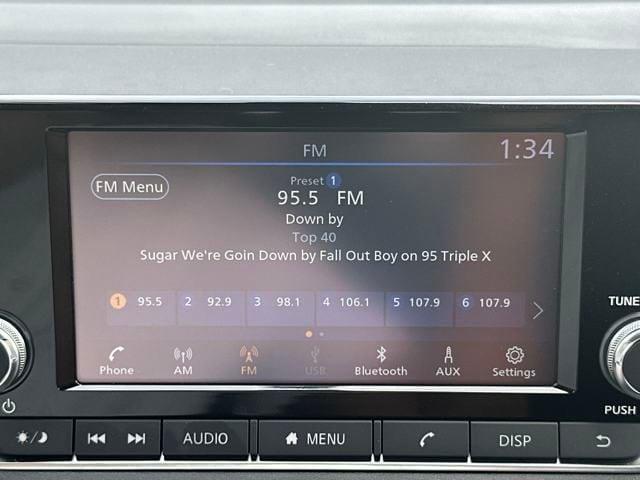 FM 1:34
FM Menu
Preset 1
95.5 FM
Down by
Top 40
Sugar We're Goin Down by Fall Out Boy on 95 Triple X
1 95.5 2 92.9 3 98.1 4 106.1 5 107.9 6 107.9
Phone AM FM USB Bluetooth AUX Settings
TUNE
PUSH
AUDIO MENU DISP